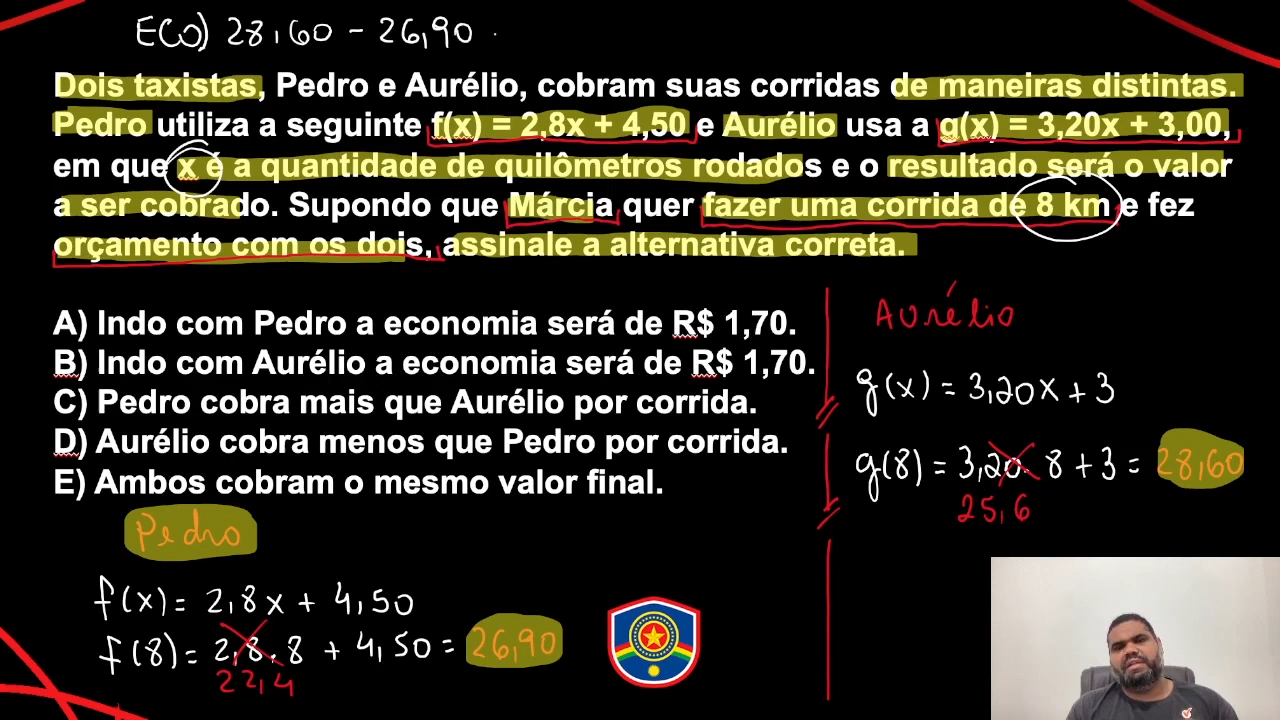 E(CO) 28,60 - 26,90
Dois taxistas, Pedro e Aurélio, cobram suas corridas de maneiras distintas.
Pedro utiliza a seguinte f(x) = 2,8x + 4,50 e Aurélio usa a g(x) = 3,20x + 3,00,
em que x é a quantidade de quilômetros rodados e o resultado será o valor
a ser cobrado. Supondo que Márcia quer fazer uma corrida de 8 km e fez
orçamento com os dois, assinale a alternativa correta.
A) Indo com Pedro a economia será de R$ 1,70.
B) Indo com Aurélio a economia será de R$ 1,70.
C) Pedro cobra mais que Aurélio por corrida.
D) Aurélio cobra menos que Pedro por corrida.
E) Ambos cobram o mesmo valor final.
Pedro
f(x) = 2,8x + 4,50
f(8) = 2,8.8 + 4,50 = 26,90
22,4
Aurélio
g(x) = 3,20x + 3
g(8) = 3,20. 8 + 3 = 28,60
25,6